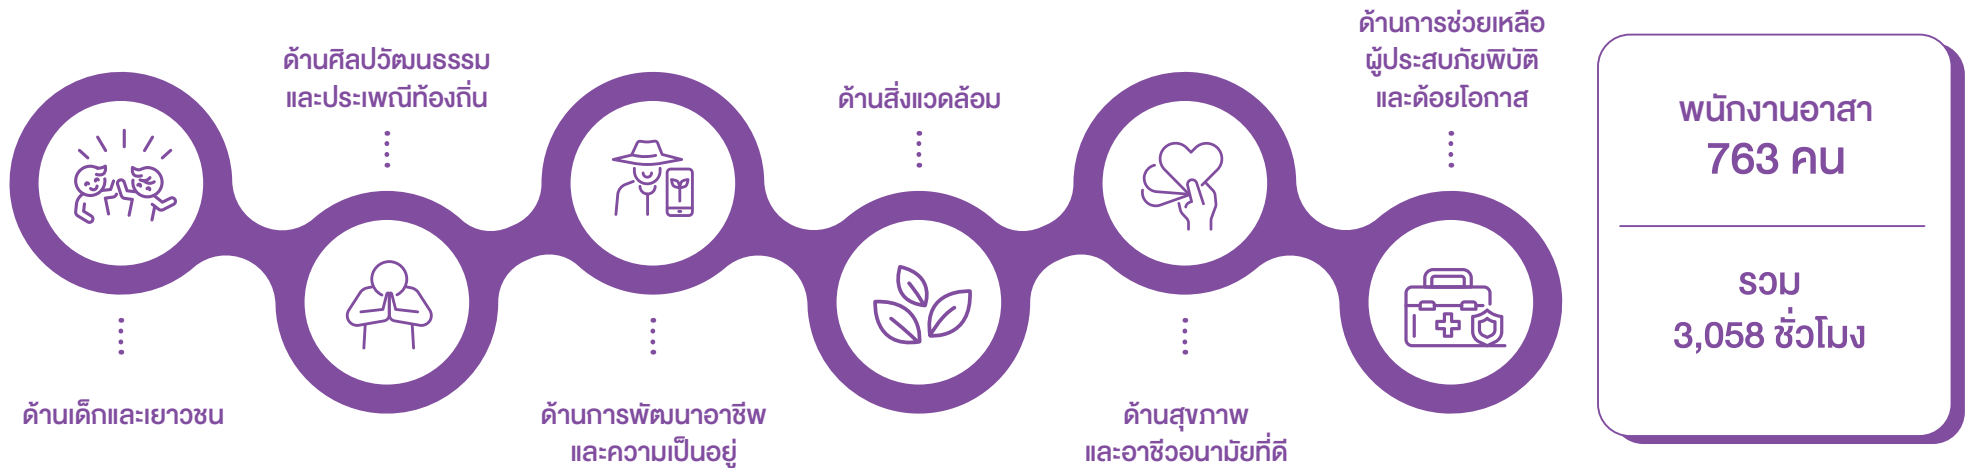 ด้านเด็กและเยาวชน
ด้านศิลปวัฒนธรรม
และประเพณีท้องถิ่น
ด้านการพัฒนาอาชีพ
และความเป็นอยู่
ด้านสิ่งแวดล้อม
ด้านสุขภาพ
และอาชีวอนามัยที่ดี
ด้านการช่วยเหลือ
ผู้ประสบภัยพิบัติ
และด้อยโอกาส
พนักงานอาสา
763 คน
รวม
3,058 ชั่วโมง